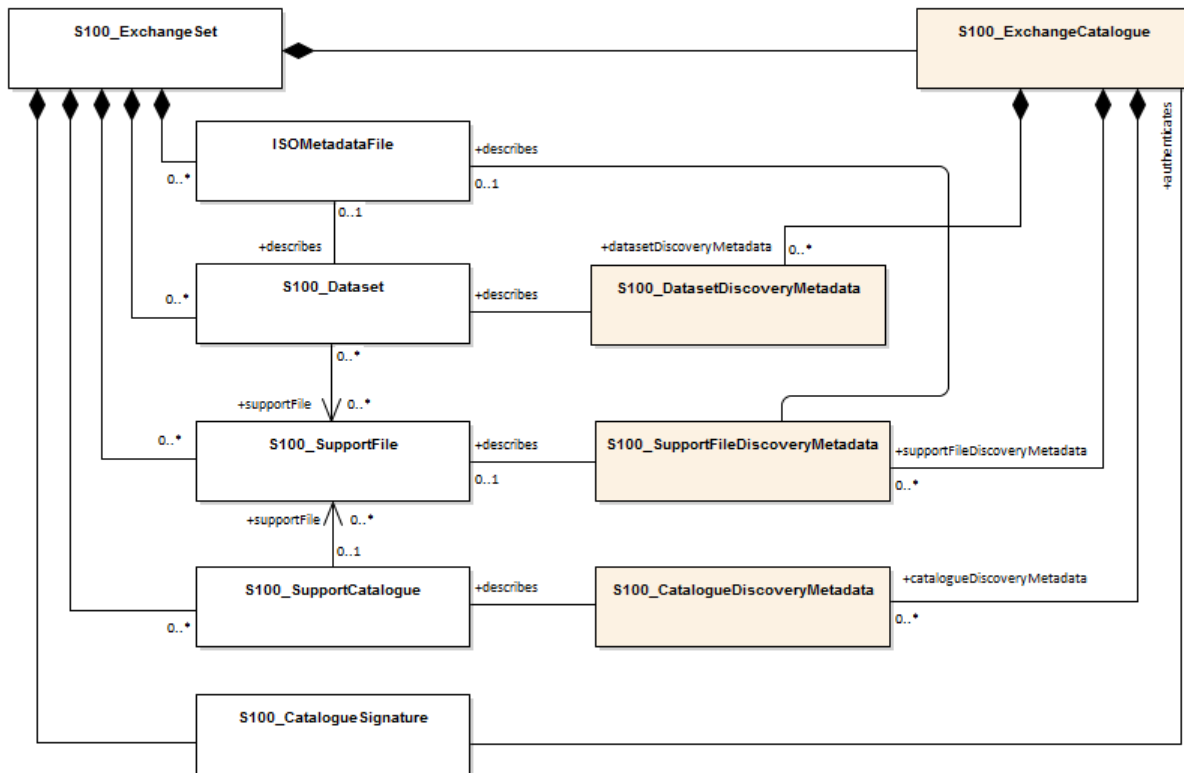 S100_ExchangeSet
S100_ExchangeCatalogue
+authenticates
ISOMetadataFile
+describes
0..*
0..1
0..1
+describes
+datasetDiscoveryMetadata
0..*
S100_Dataset
+describes
S100_DatasetDiscoveryMetadata
0..*
0..*
+supportFile
0..*
S100_SupportFile
+describes
S100_SupportFileDiscoveryMetadata
+supportFileDiscoveryMetadata
0..*
0..1
0..*
+supportFile
0..*
0..1
S100_SupportCatalogue
+describes
S100_CatalogueDiscoveryMetadata
+catalogueDiscoveryMetadata
0..*
0..*
S100_CatalogueSignature